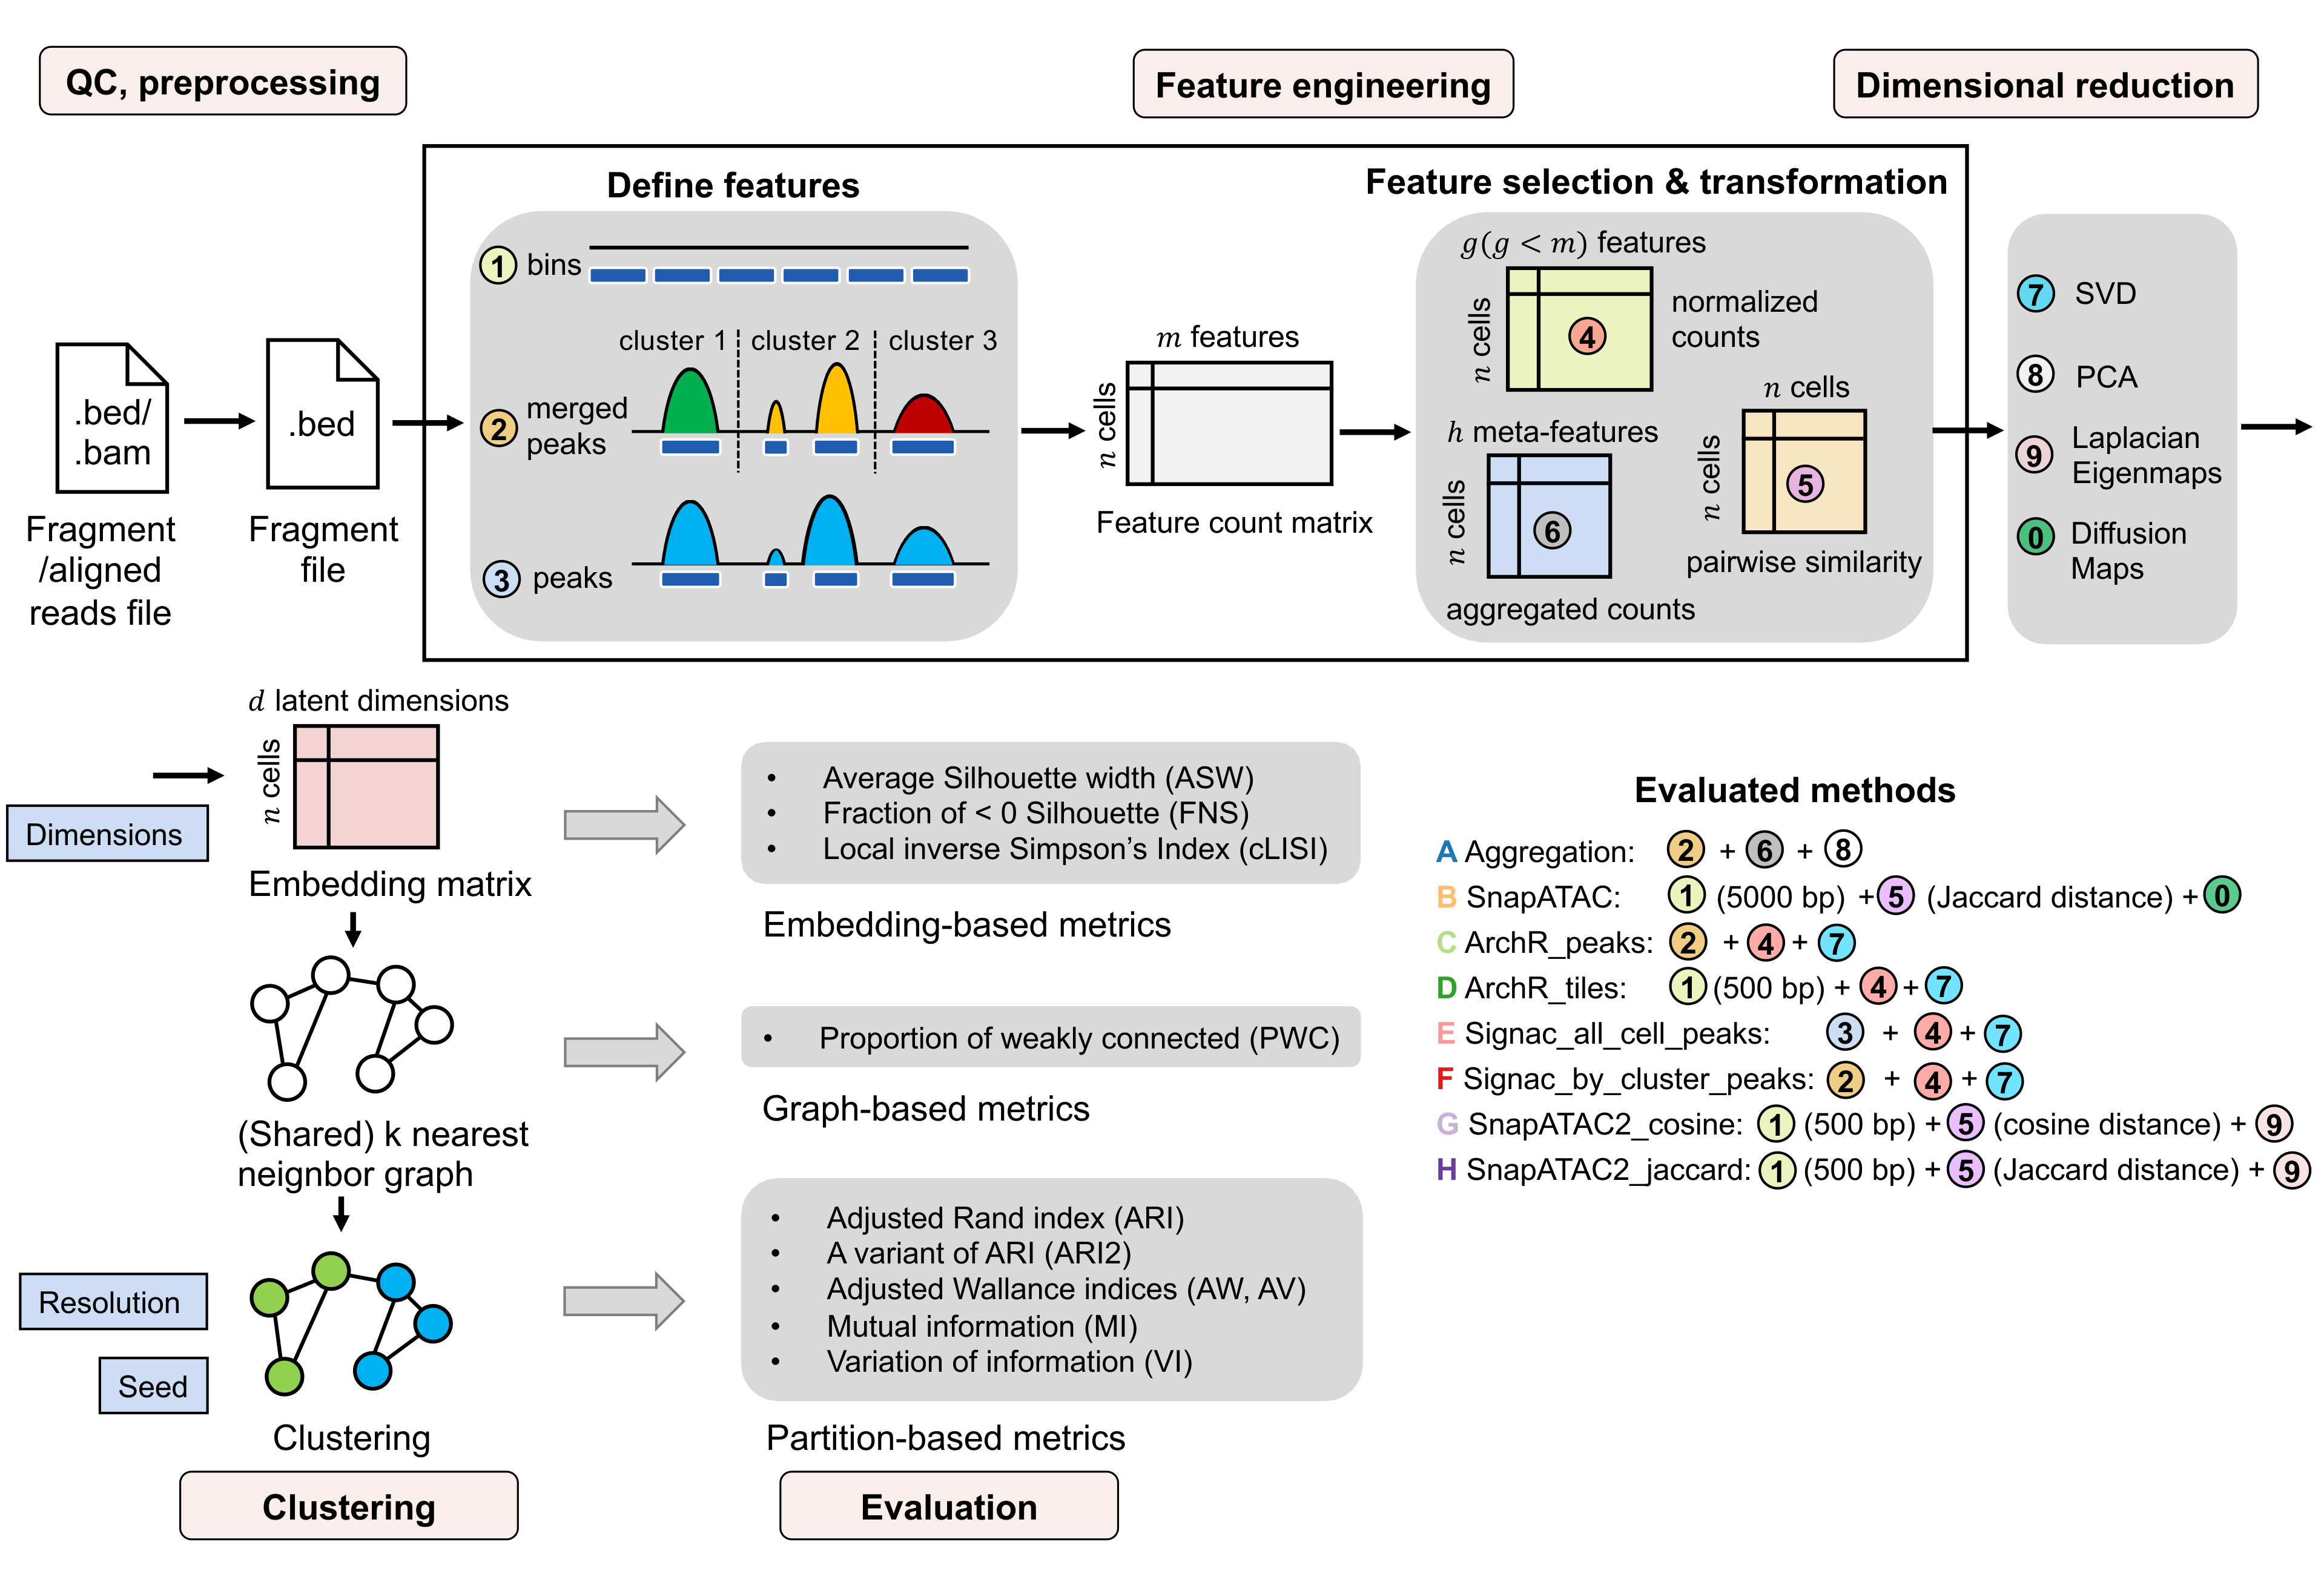 QC, preprocessing
Feature engineering
Dimensional reduction
Define features
Feature selection & transformation
1 bins
cluster 1
cluster 2
cluster 3
2 merged
peaks
3 peaks
.bed/
.bam
Fragment
/aligned
reads file
.bed
Fragment
file
m features
n cells
Feature count matrix
g(g < m) features
n cells
4
normalized
counts
h meta-features
n cells
6
aggregated counts
n cells
n cells
5
pairwise similarity
7 SVD
8 PCA
9 Laplacian
Eigenmaps
0 Diffusion
Maps
d latent dimensions
n cells
Dimensions
Embedding matrix
(Shared) k nearest
neignbor graph
Resolution
Seed
Clustering
Clustering
• Average Silhouette width (ASW)
• Fraction of < 0 Silhouette (FNS)
• Local inverse Simpson's Index (cLISI)
Embedding-based metrics
• Proportion of weakly connected (PWC)
Graph-based metrics
• Adjusted Rand index (ARI)
• A variant of ARI (ARI2)
• Adjusted Wallance indices (AW, AV)
• Mutual information (MI)
• Variation of information (VI)
Partition-based metrics
Evaluation
Evaluated methods
A Aggregation: 2 + 6 + 8
B SnapATAC: 1 (5000 bp) + 5 (Jaccard distance) + 0
C ArchR_peaks: 2 + 4 + 7
D ArchR_tiles: 1 (500 bp) + 4 + 7
E Signac_all_cell_peaks: 3 + 4 + 7
F Signac_by_cluster_peaks: 2 + 4 + 7
G SnapATAC2_cosine: 1 (500 bp) + 5 (cosine distance) + 9
H SnapATAC2_jaccard: 1 (500 bp) + 5 (Jaccard distance) + 9